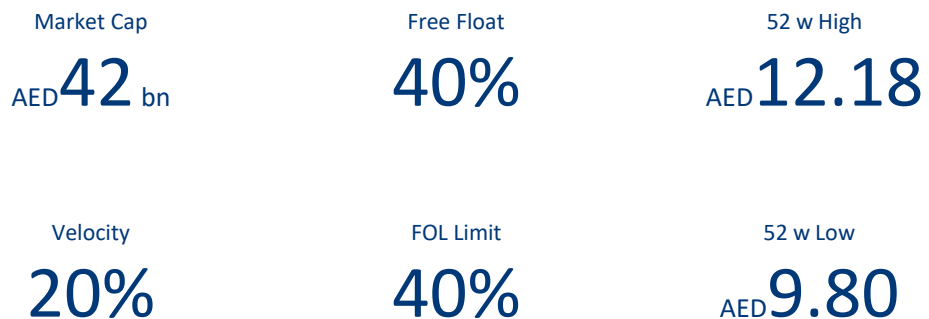 Market Cap
AED42 bn
Free Float
40%
52 w High
AED12.18
Velocity
20%
FOL Limit
40%
52 w Low
AED9.80